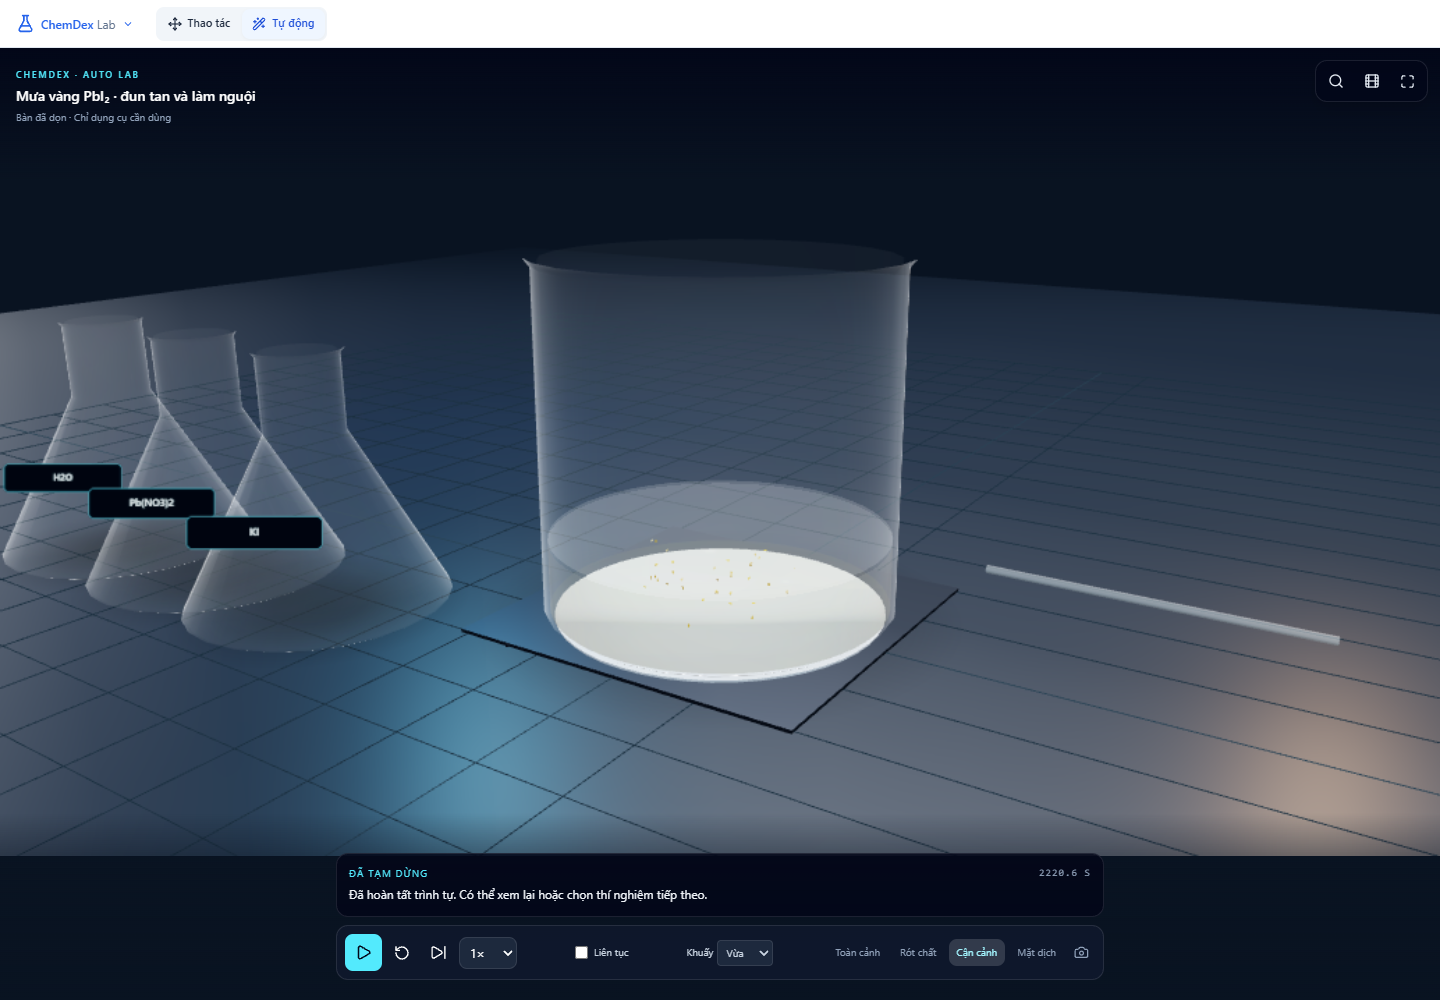 ChemDex Lab
Thao tác
Tự động
CHEMDEX · AUTO LAB
Mưa vàng PbI₂ · đun tan và làm nguội
Bàn đã dọn · Chỉ dụng cụ cần dùng
H2O
Pb(NO3)2
KI
ĐÃ TẠM DỪNG
2220.6 S
Đã hoàn tất trình tự. Có thể xem lại hoặc chọn thí nghiệm tiếp theo.
1×
Liên tục
Khuấy
Vừa
Toàn cảnh
Rót chất
Cận cảnh
Mặt dịch